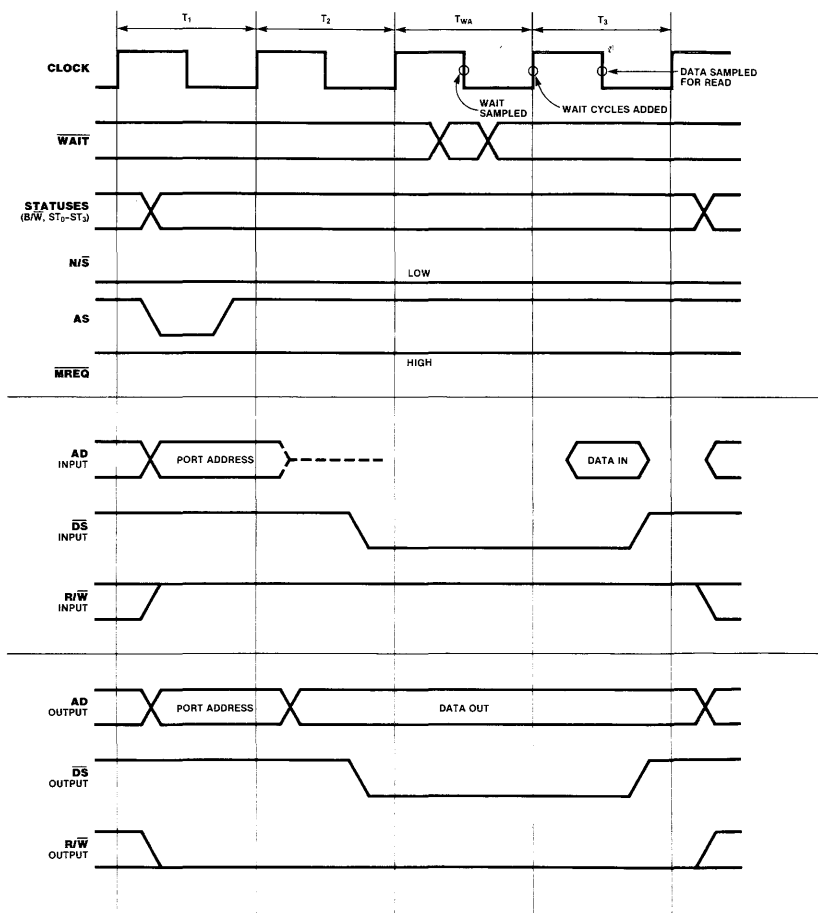 T1 T2 TWA T3
CLOCK
WAIT
SAMPLED
WAIT CYCLES ADDED
DATA SAMPLED
FOR READ
WAIT
STATUSES
(B/W, ST0–ST3)
N/S
LOW
AS
MREQ
HIGH
AD
INPUT
PORT ADDRESS
DATA IN
DS
INPUT
R/W
INPUT
AD
OUTPUT
PORT ADDRESS
DATA OUT
DS
OUTPUT
R/W
OUTPUT